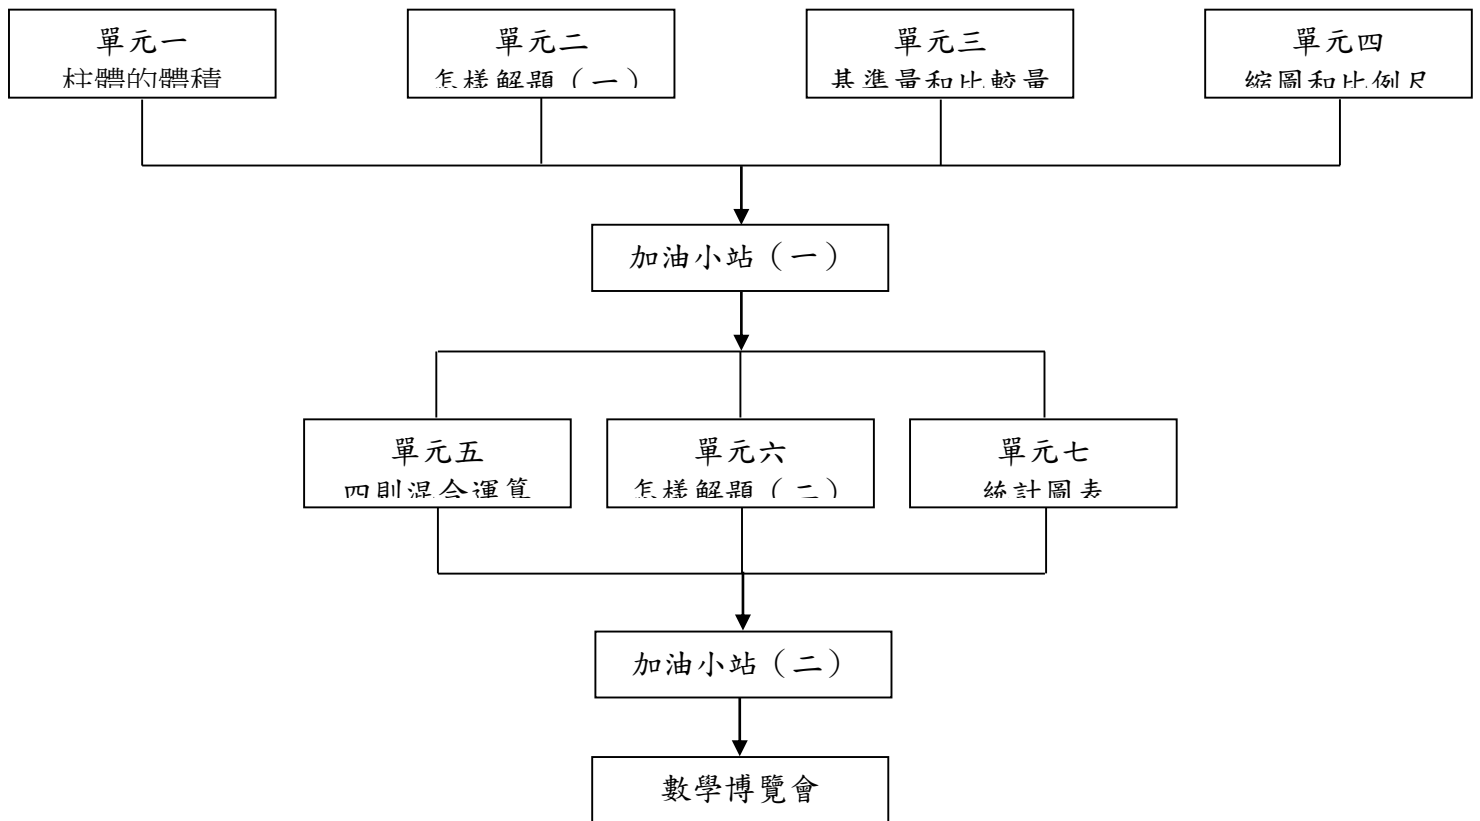 單元一
柱體的體積
單元二
怎樣解題（一）
單元三
基準量和比較量
單元四
縮圖和比例尺
加油小站（一）
單元五
四則混合運算
單元六
怎樣解題（二）
單元七
統計圖表
加油小站（二）
數學博覽會